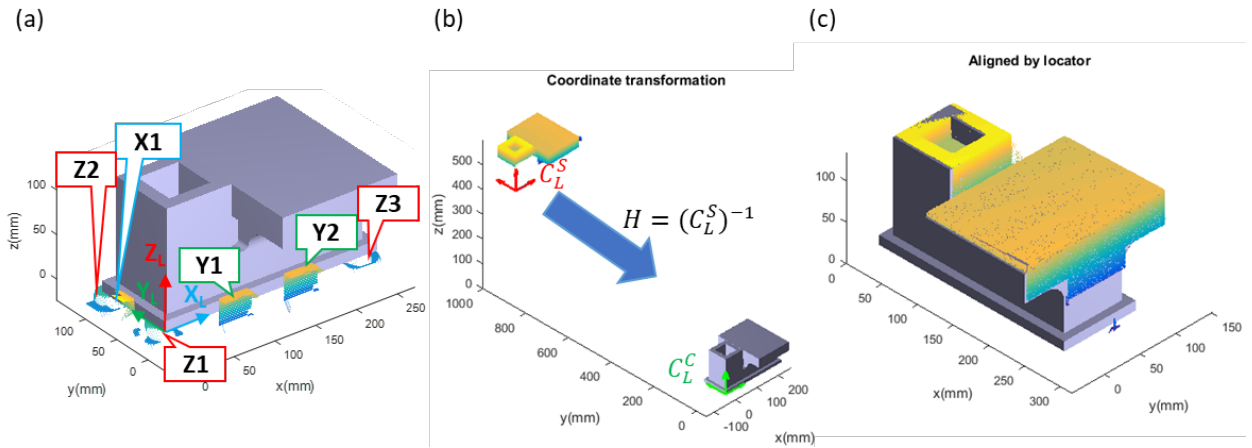 (a)
(b)
(c)
Z2
X1
Z3
Y2
Y1
Z1
Z_L
Y_L
X_L
z(mm)
100
50
0
100
50
0
y(mm)
0
50
100
150
200
250
x(mm)
Coordinate transformation
C_L^S
H = (C_L^S)^{-1}
C_L^C
z(mm)
500
400
300
200
100
0
1000
800
600
400
200
0
y(mm)
-100
0
100
200
x(mm)
Aligned by locator
z(mm)
100
50
0
0
50
100
150
200
250
300
x(mm)
0
50
100
150
y(mm)